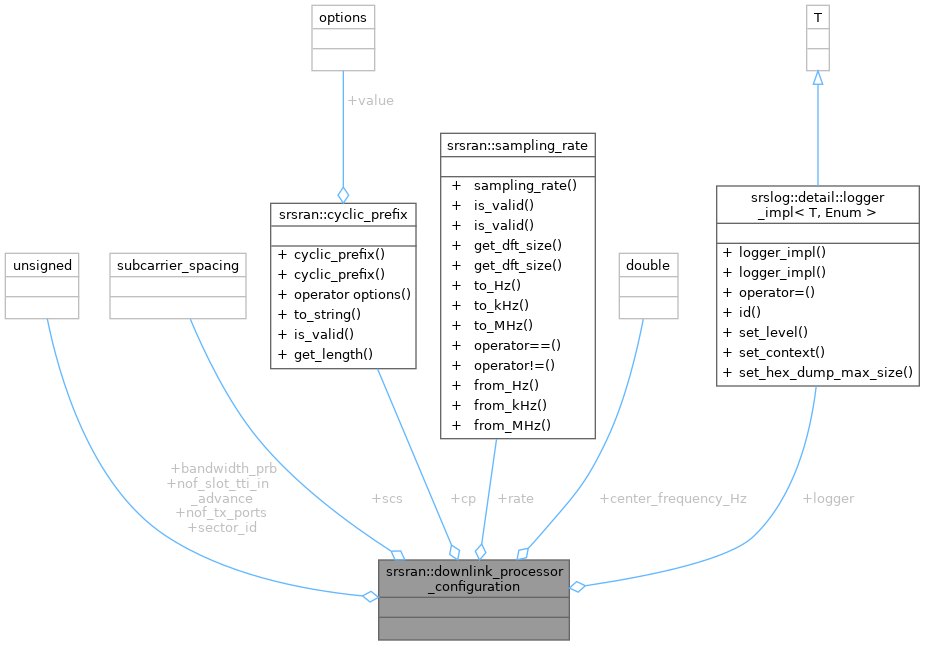 options
T
+value
srsran::sampling_rate
+ sampling_rate()
+ is_valid()
+ is_valid()
+ get_dft_size()
+ get_dft_size()
+ to_Hz()
+ to_kHz()
+ to_MHz()
+ operator==()
+ operator!=()
+ from_Hz()
+ from_kHz()
+ from_MHz()
srslog::detail::logger
_impl< T, Enum >
+ logger_impl()
+ logger_impl()
+ operator=()
+ id()
+ set_level()
+ set_context()
+ set_hex_dump_max_size()
srsran::cyclic_prefix
+ cyclic_prefix()
+ cyclic_prefix()
+ operator options()
+ to_string()
+ is_valid()
+ get_length()
unsigned
subcarrier_spacing
double
+bandwidth_prb
+nof_slot_tti_in
_advance
+nof_tx_ports
+sector_id
+scs
+cp
+rate
+center_frequency_Hz
+logger
srsran::downlink_processor
_configuration